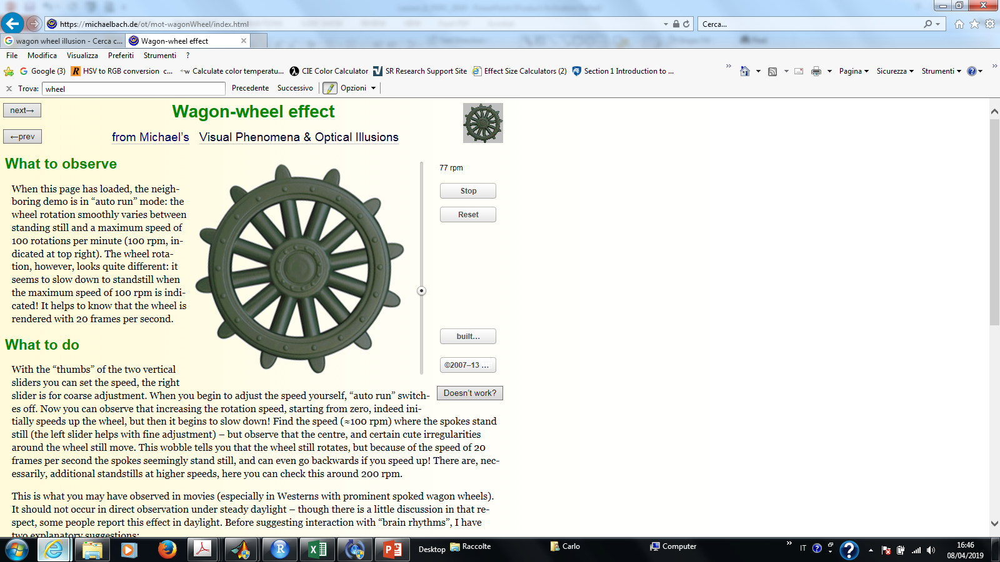 https://michaelbach.de/ot/mot-wagonWheel/index.html
Cerca...
wagon wheel illusion - Cerca c...
Wagon-wheel effect
File Modifica Visualizza Preferiti Strumenti ?
Google (3) HSV to RGB conversion c... Calculate color temperatu... CIE Color Calculator SR Research Support Site Effect Size Calculators (2) Section 1 Introduction to ...
Pagina Sicurezza Strumenti
Trova: wheel Precedente Successivo Opzioni
next→
Wagon-wheel effect
←prev
from Michael's Visual Phenomena & Optical Illusions
What to observe
When this page has loaded, the neigh-
boring demo is in “auto run” mode: the
wheel rotation smoothly varies between
standing still and a maximum speed of
100 rotations per minute (100 rpm, in-
dicated at top right). The wheel rota-
tion, however, looks quite different: it
seems to slow down to standstill when
the maximum speed of 100 rpm is indi-
cated! It helps to know that the wheel is
rendered with 20 frames per second.
77 rpm
Stop
Reset
built...
©2007–13 ...
Doesn't work?
What to do
With the “thumbs” of the two vertical
sliders you can set the speed, the right
slider is for coarse adjustment. When you begin to adjust the speed yourself, “auto run” switch-
es off. Now you can observe that increasing the rotation speed, starting from zero, indeed ini-
tially speeds up the wheel, but then it begins to slow down! Find the speed (≈100 rpm) where the spokes stand
still (the left slider helps with fine adjustment) – but observe that the centre, and certain cute irregularities
around the wheel still move. This wobble tells you that the wheel still rotates, but because of the speed of 20
frames per second the spokes seemingly stand still, and can even go backwards if you speed up! There are, nec-
essarily, additional standstills at higher speeds, here you can check this around 200 rpm.
This is what you may have observed in movies (especially in Westerns with prominent spoked wagon wheels).
It should not occur in direct observation under steady daylight – though there is a little discussion in that re-
spect, some people report this effect in daylight. Before suggesting interaction with “brain rhythms”, I have
two explanatory suggestions:
Desktop Raccolte Carlo Computer IT
16:46
08/04/2019